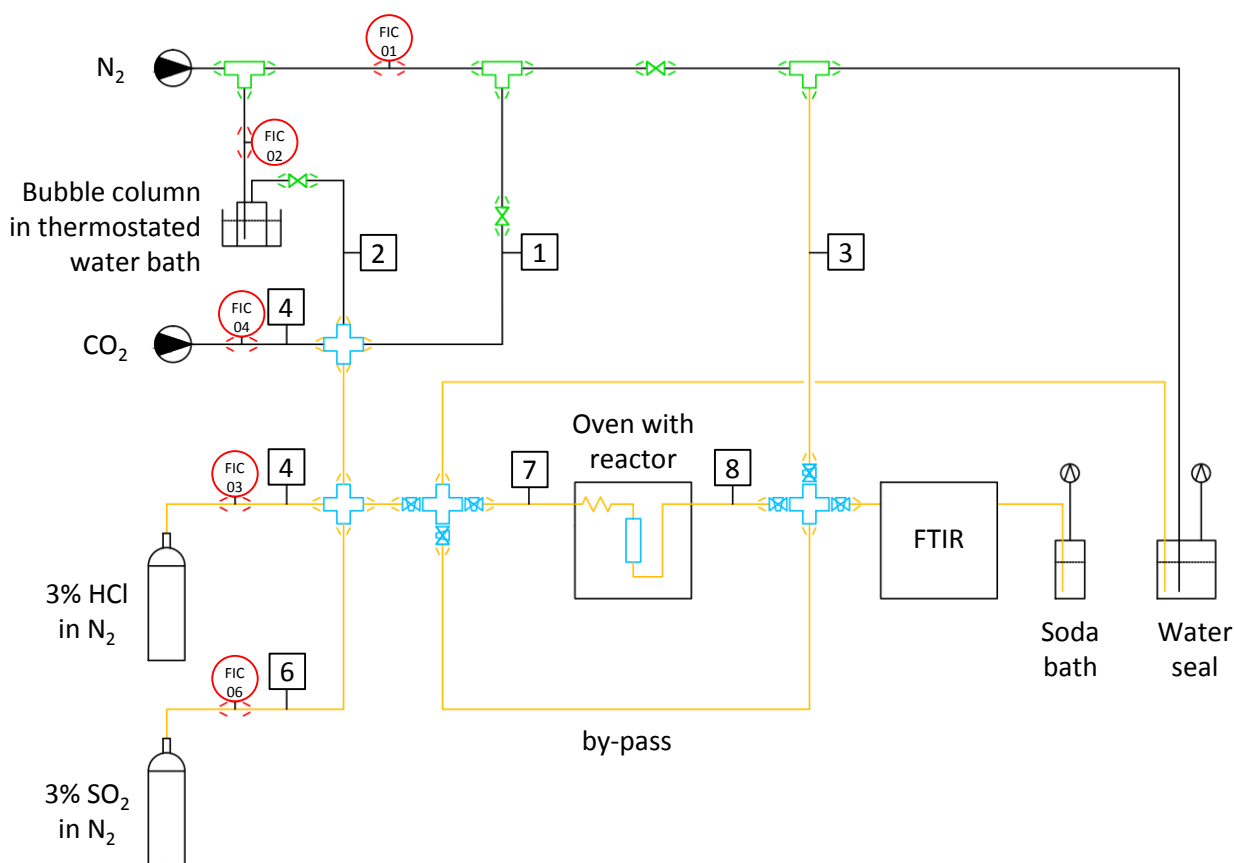 FIC
01
N₂
FIC
02
Bubble column
in thermostated
water bath
2
1
3
FIC
04
4
CO₂
Oven with
reactor
FIC
03
4
7
8
FTIR
3% HCl
in N₂
Soda
bath
Water
seal
FIC
06
6
by-pass
3% SO₂
in N₂